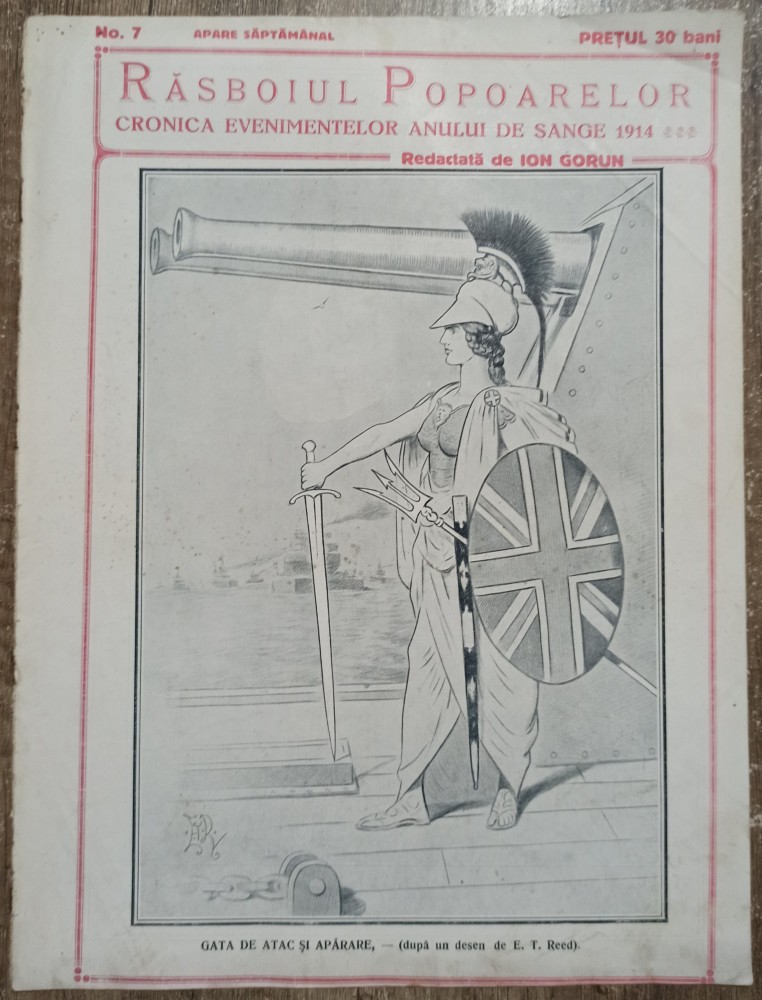 No. 7 APARE SĂPTĂMÂNAL PREȚUL 30 bani
RĂSBOIUL POPOARELOR
CRONICA EVENIMENTELOR ANULUI DE SANGE 1914
Redactată de ION GORUN
GATA DE ATAC ȘI APĂRARE, — (după un desen de E. T. Reed).